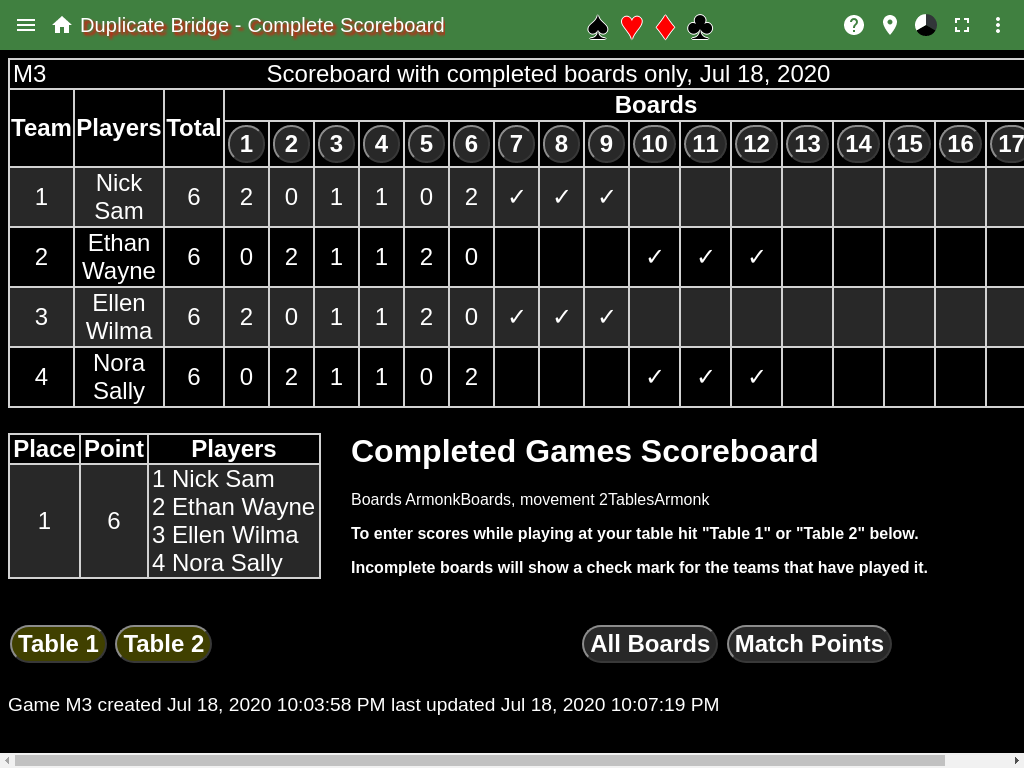 Duplicate Bridge - Complete Scoreboard ♠ ♥ ♦ ♣
M3 Scoreboard with completed boards only, Jul 18, 2020
Team Players Total Boards
1 2 3 4 5 6 7 8 9 10 11 12 13 14 15 16 17
1 Nick Sam 6 2 0 1 1 0 2 ✓ ✓ ✓
2 Ethan Wayne 6 0 2 1 1 2 0 ✓ ✓ ✓
3 Ellen Wilma 6 2 0 1 1 2 0 ✓ ✓ ✓
4 Nora Sally 6 0 2 1 1 0 2 ✓ ✓ ✓
Place Point Players
1 6 1 Nick Sam
2 Ethan Wayne
3 Ellen Wilma
4 Nora Sally
Completed Games Scoreboard
Boards ArmonkBoards, movement 2TablesArmonk
To enter scores while playing at your table hit "Table 1" or "Table 2" below.
Incomplete boards will show a check mark for the teams that have played it.
Table 1 Table 2 All Boards Match Points
Game M3 created Jul 18, 2020 10:03:58 PM last updated Jul 18, 2020 10:07:19 PM